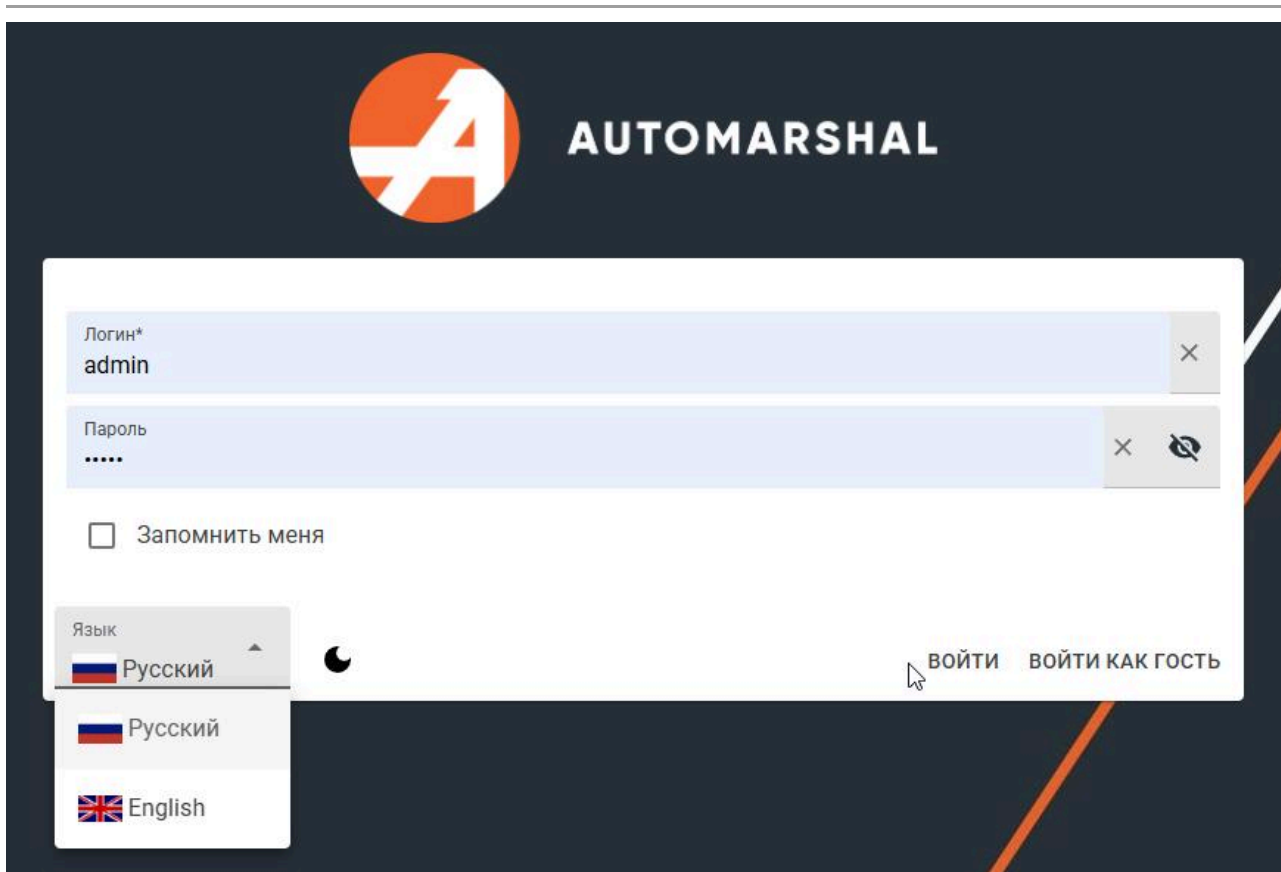 AUTOMARSHAL
Логин*
admin
Пароль
•••••
Запомнить меня
Язык
Русский
ВОЙТИ ВОЙТИ КАК ГОСТЬ
Русский
English